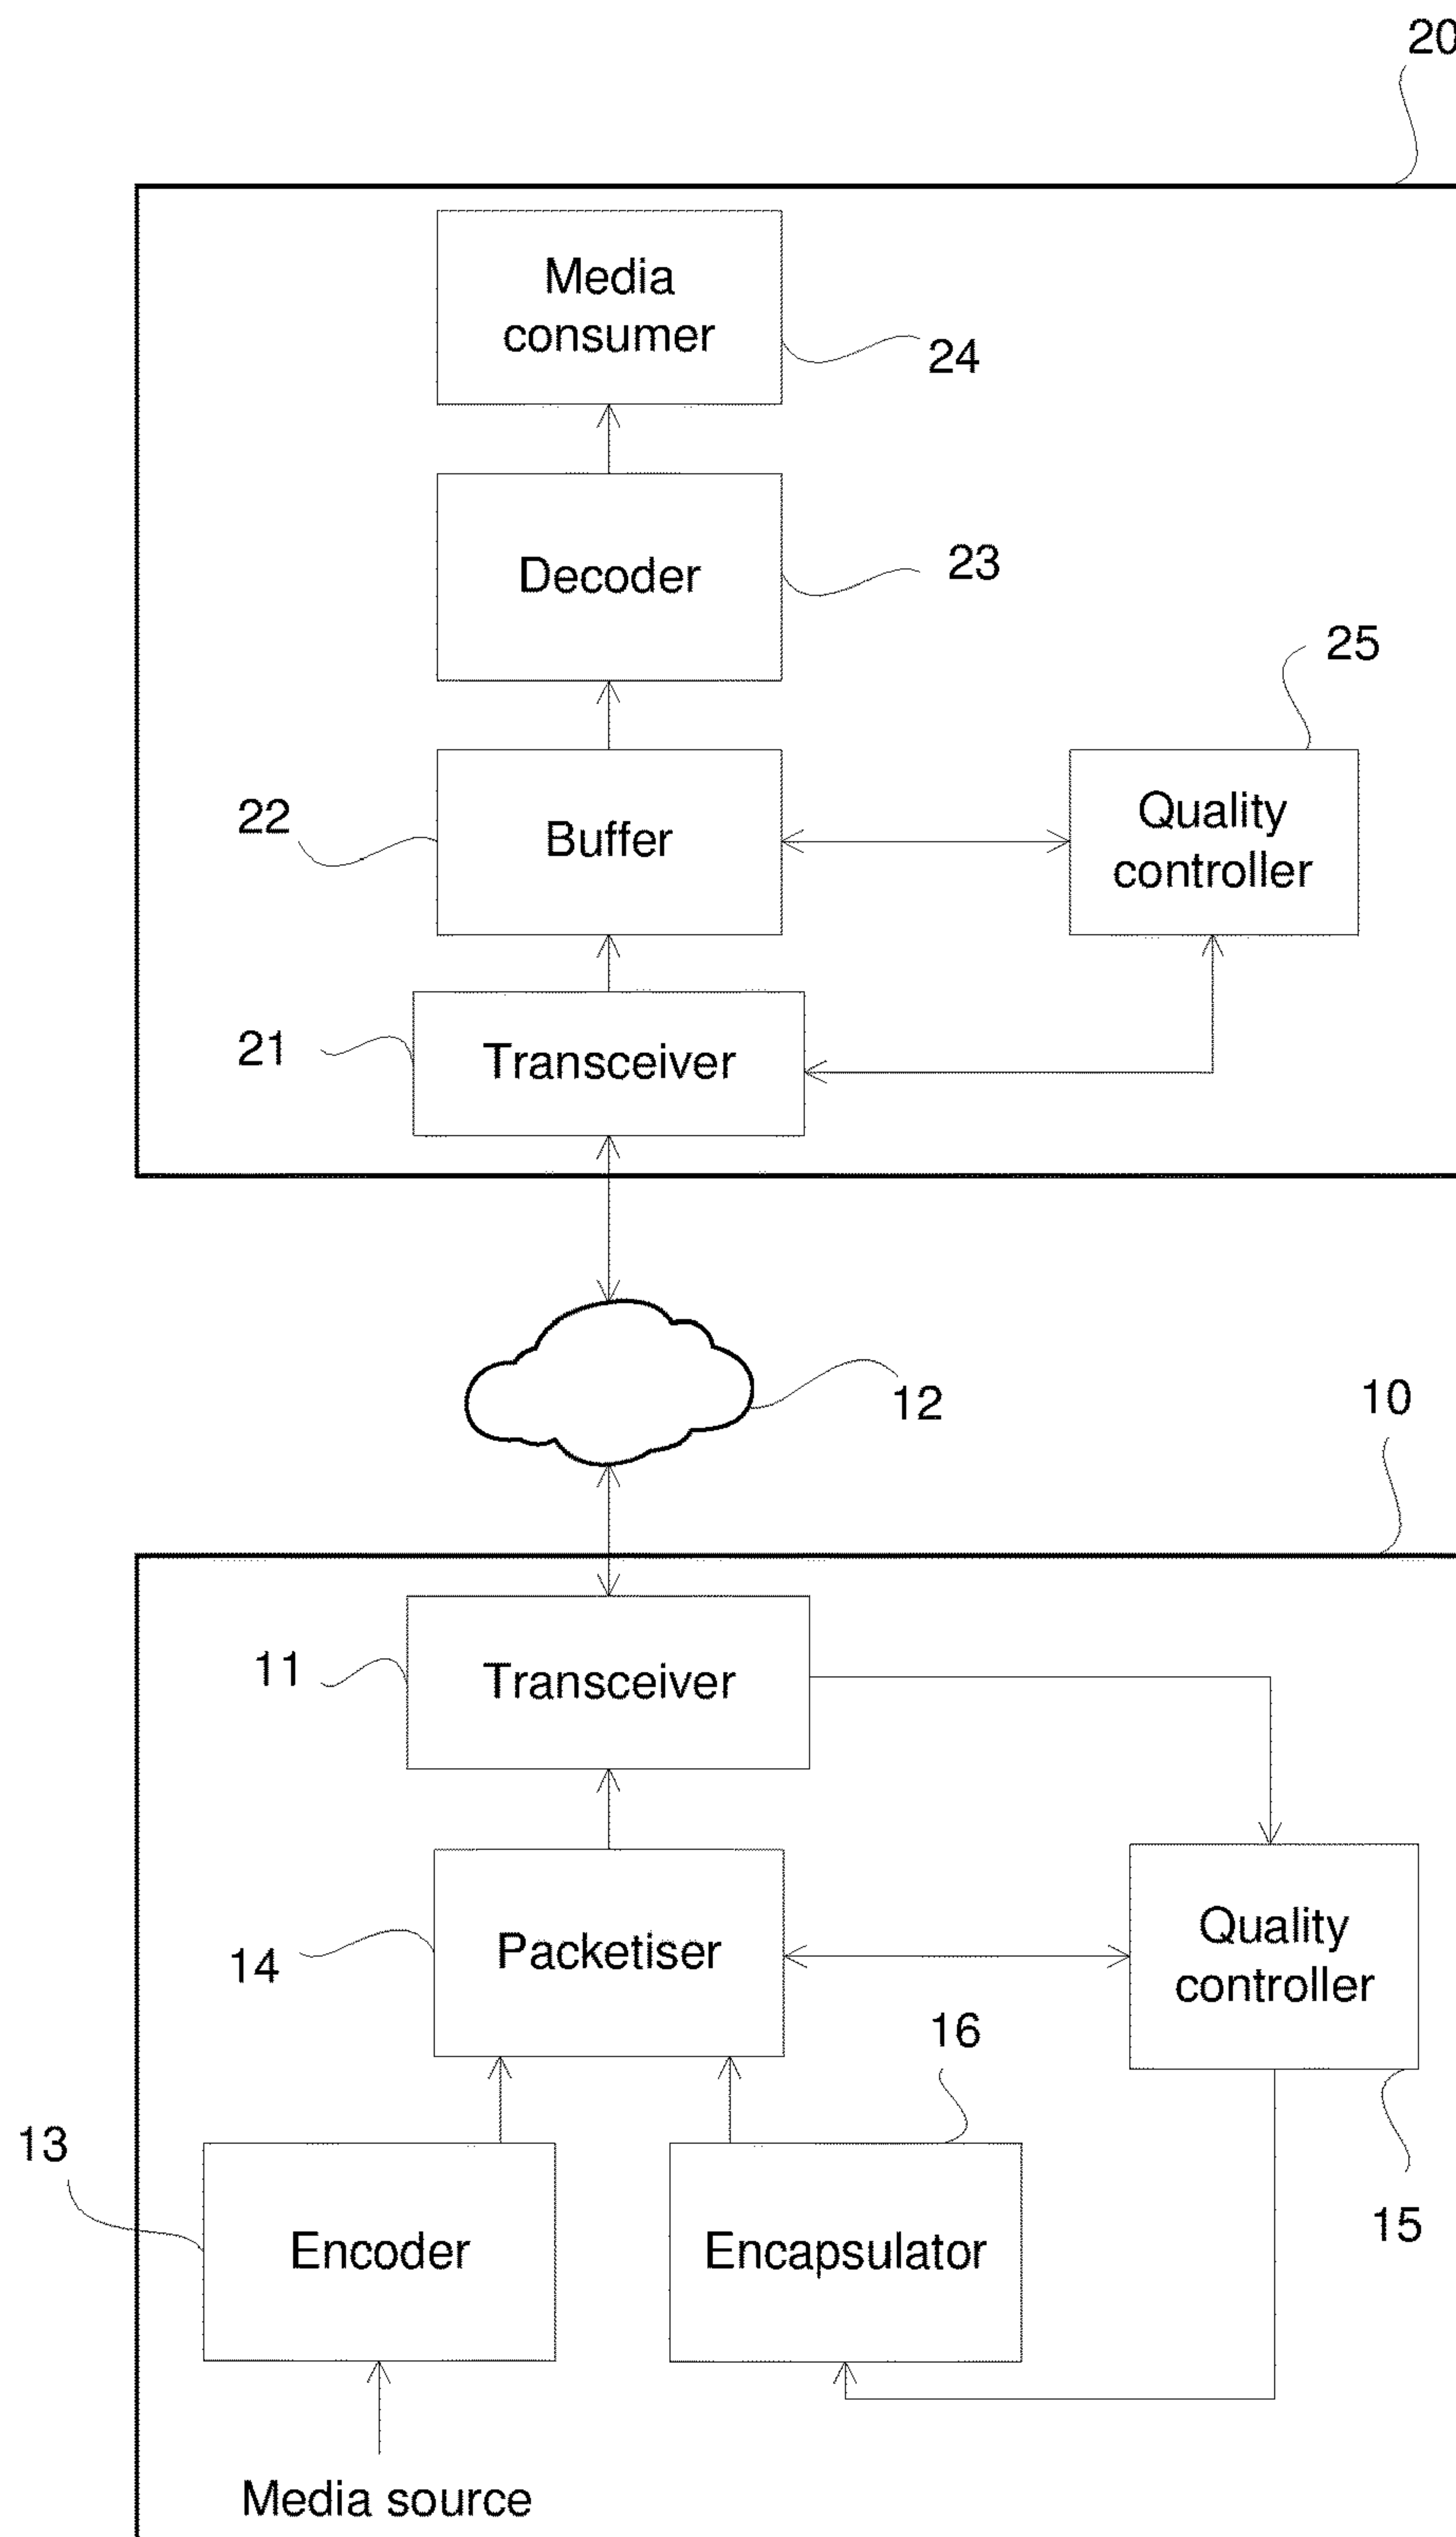 20
Media
consumer
24
Decoder
23
25
22
Buffer
Quality
controller
21
Transceiver
12
10
11
Transceiver
14
Packetiser
Quality
controller
16
13
Encoder
Encapsulator
15
Media source